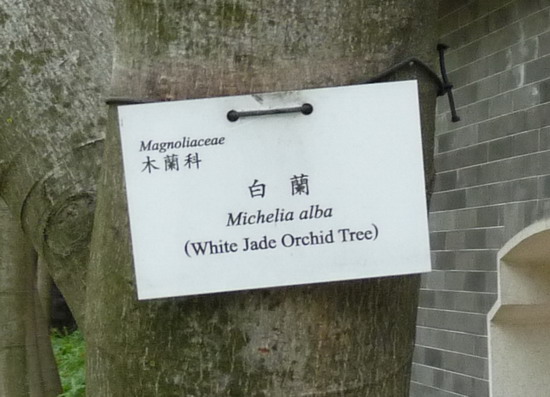 Magnoliaceae
木蘭科
白蘭
Michelia alba
(White Jade Orchid Tree)